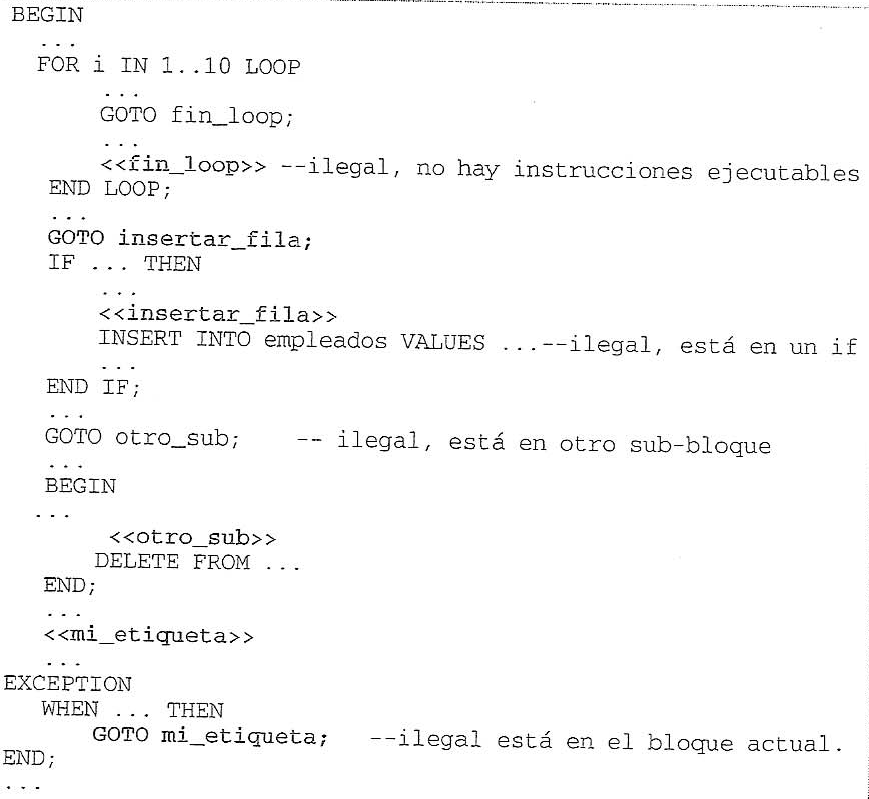 BEGIN
...
FOR i IN 1..10 LOOP
...
GOTO fin_loop;
...
<<fin_loop>> --ilegal, no hay instrucciones ejecutables
END LOOP;
...
GOTO insertar_fila;
IF ... THEN
...
<<insertar_fila>>
INSERT INTO empleados VALUES ...--ilegal, está en un if
...
END IF;
...
GOTO otro_sub; -- ilegal, está en otro sub-bloque
...
BEGIN
...
<<otro_sub>>
DELETE FROM ...
END;
...
<<mi_etiqueta>>
...
EXCEPTION
WHEN ... THEN
GOTO mi_etiqueta; --ilegal está en el bloque actual.
END;
...